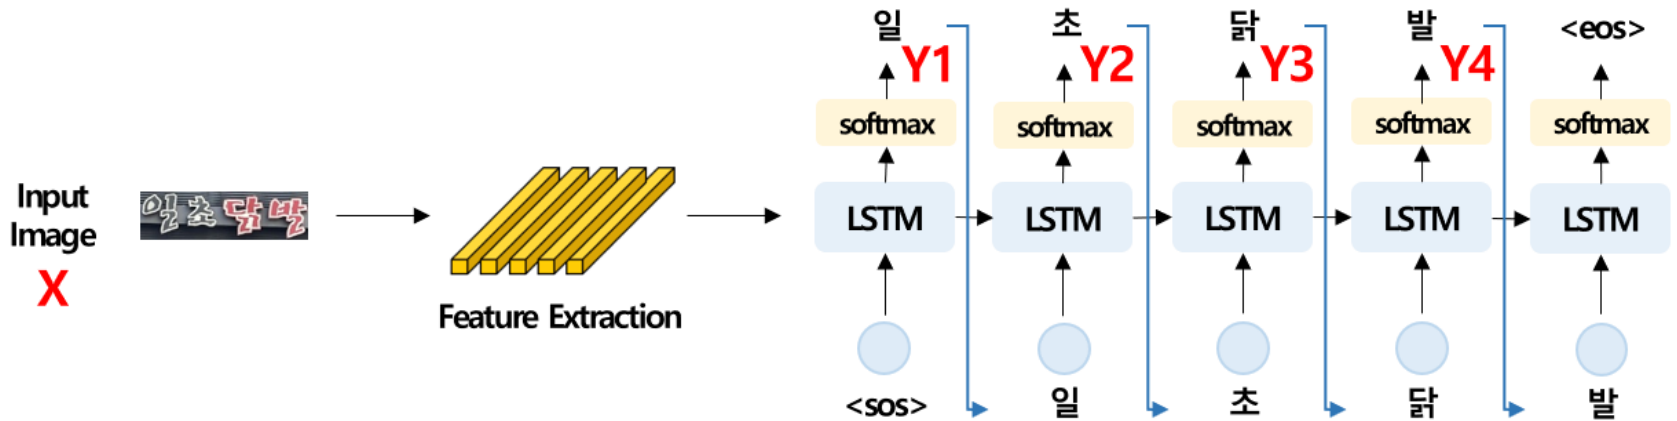 일 초 닭 발 <eos>
Y1 Y2 Y3 Y4
softmax softmax softmax softmax softmax
Input
Image
X
일초닭발
LSTM LSTM LSTM LSTM LSTM
Feature Extraction
<sos> 일 초 닭 발